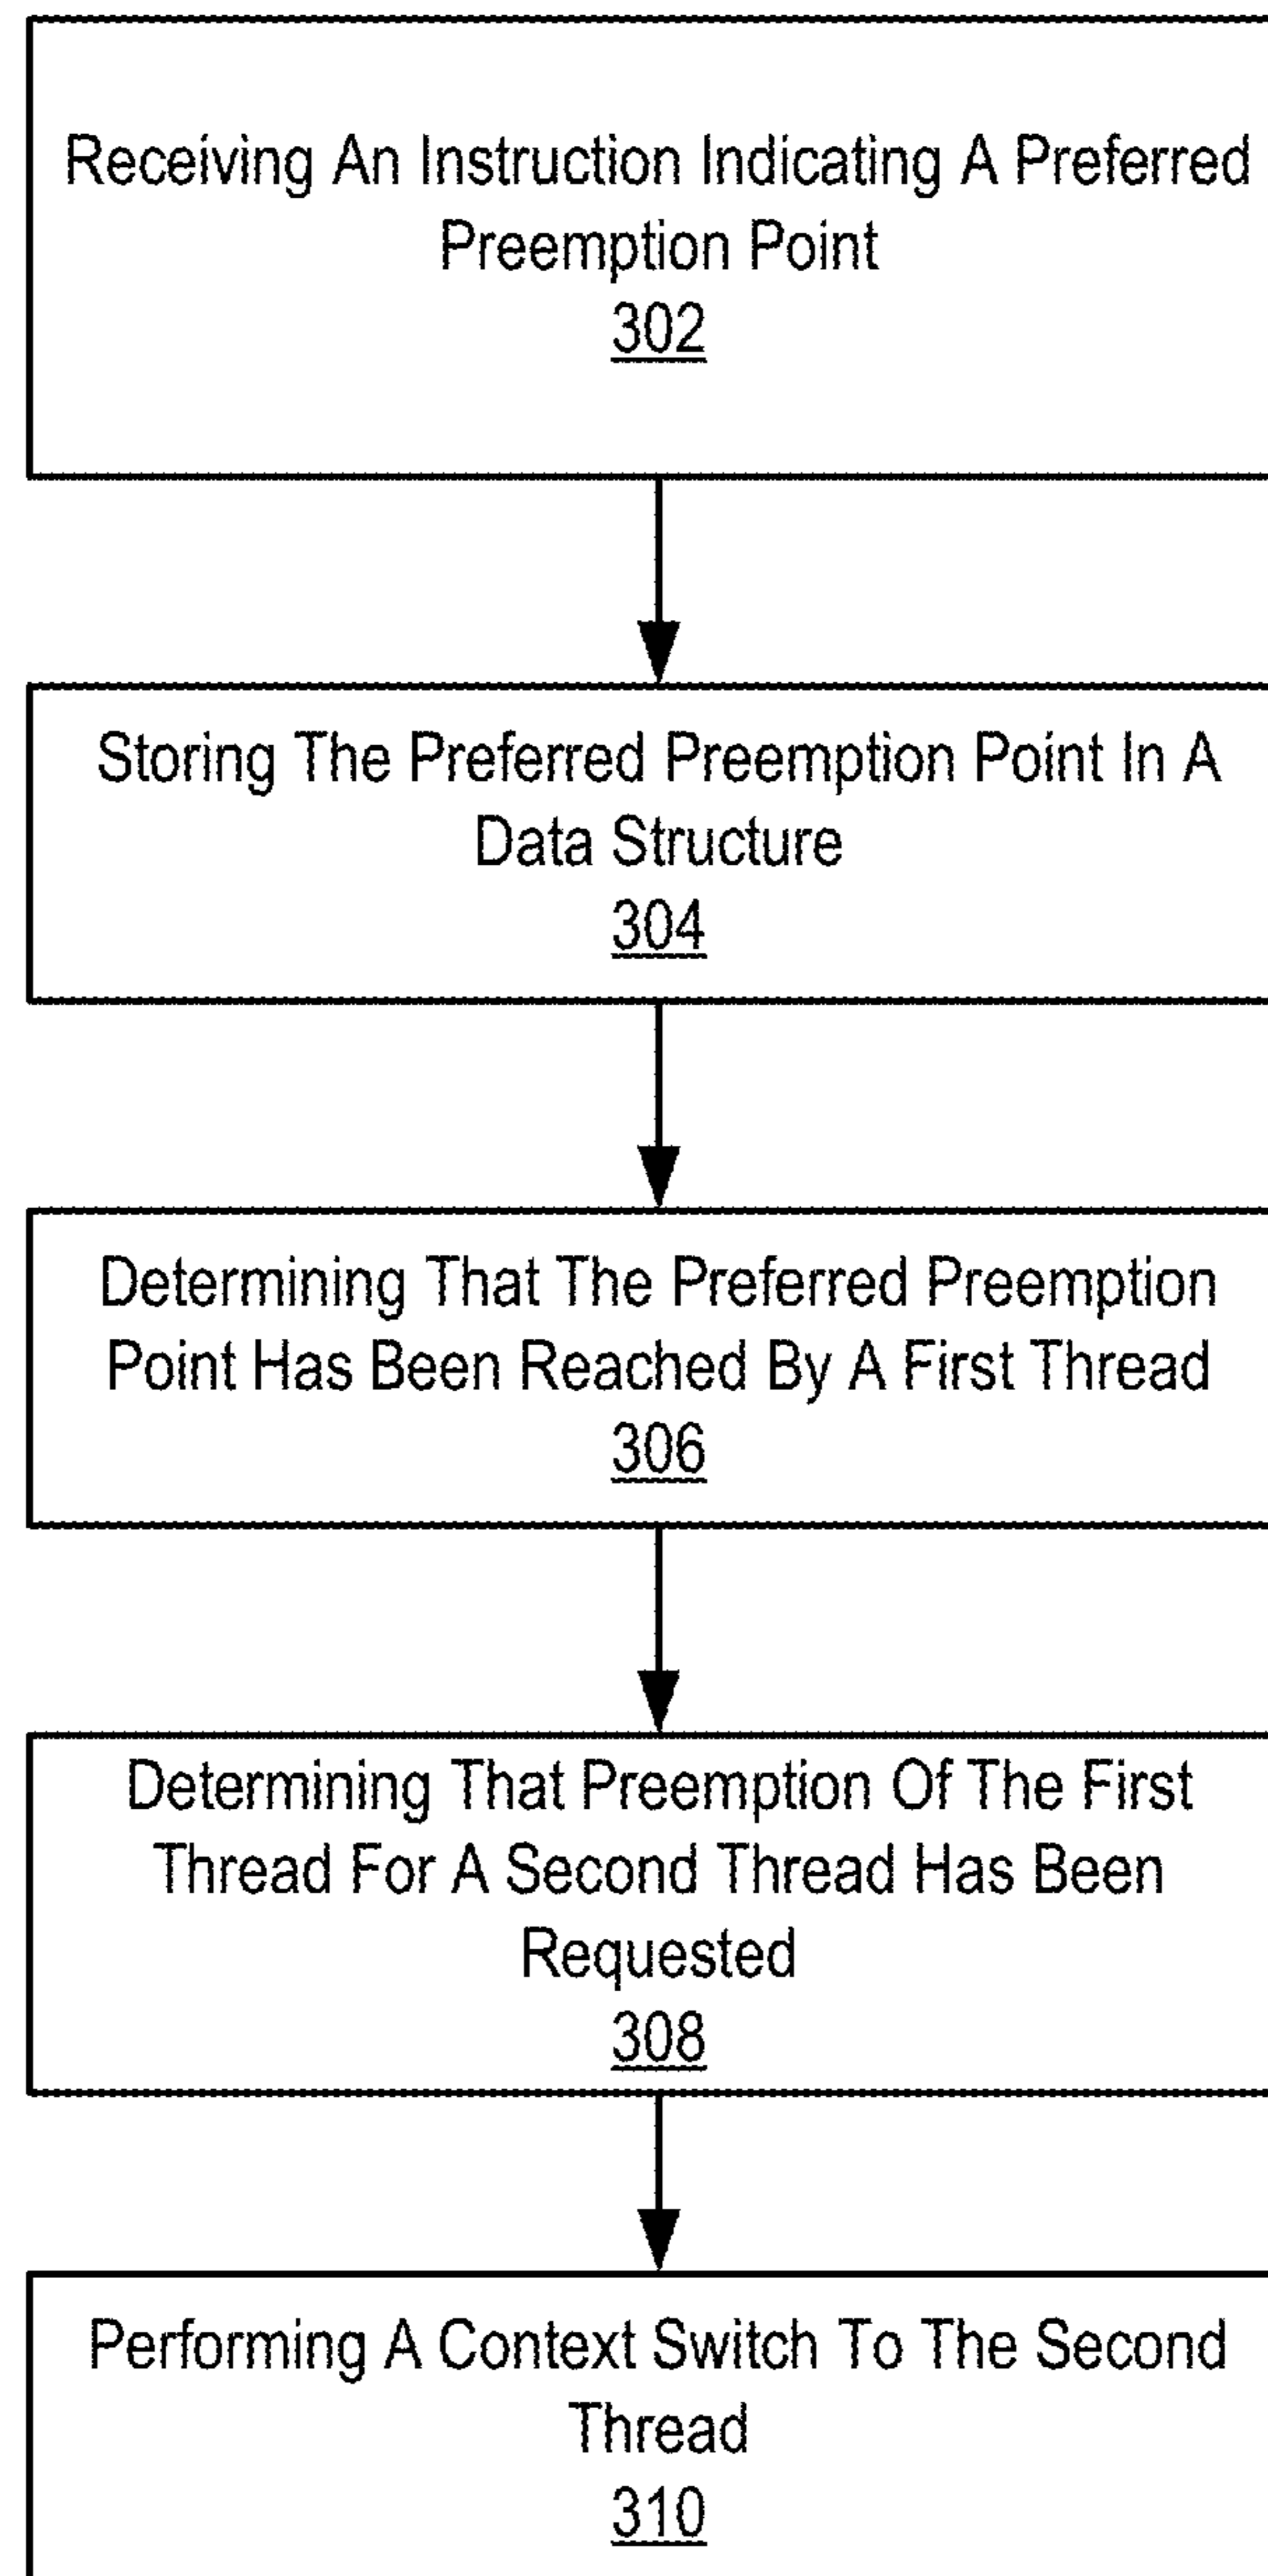 Receiving An Instruction Indicating A Preferred
Preemption Point
302
Storing The Preferred Preemption Point In A
Data Structure
304
Determining That The Preferred Preemption
Point Has Been Reached By A First Thread
306
Determining That Preemption Of The First
Thread For A Second Thread Has Been
Requested
308
Performing A Context Switch To The Second
Thread
310